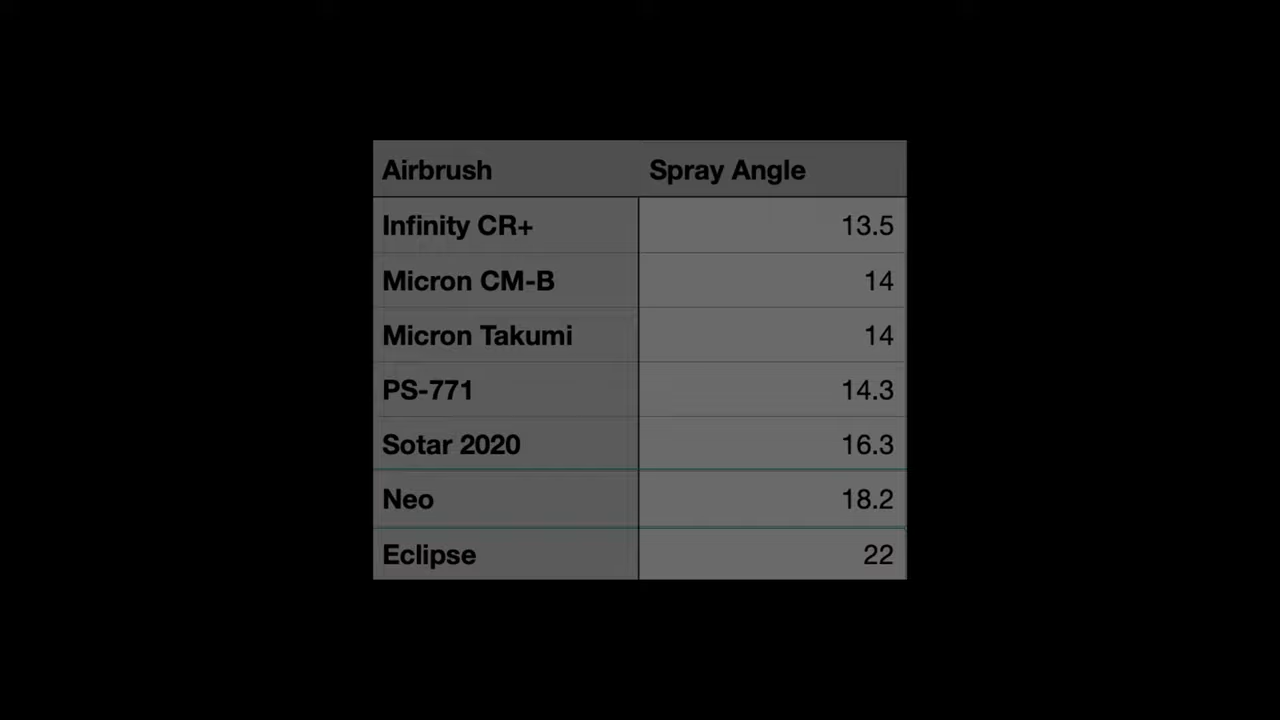 Airbrush Spray Angle
Infinity CR+ 13.5
Micron CM-B 14
Micron Takumi 14
PS-771 14.3
Sotar 2020 16.3
Neo 18.2
Eclipse 22